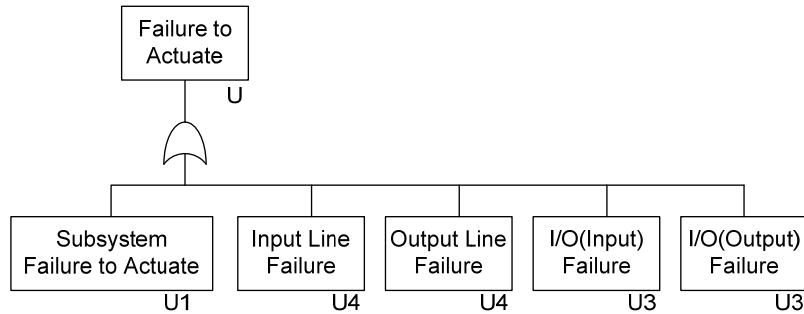 Failure to
Actuate
U
Subsystem
Failure to Actuate
U1
Input Line
Failure
U4
Output Line
Failure
U4
I/O(Input)
Failure
U3
I/O(Output)
Failure
U3